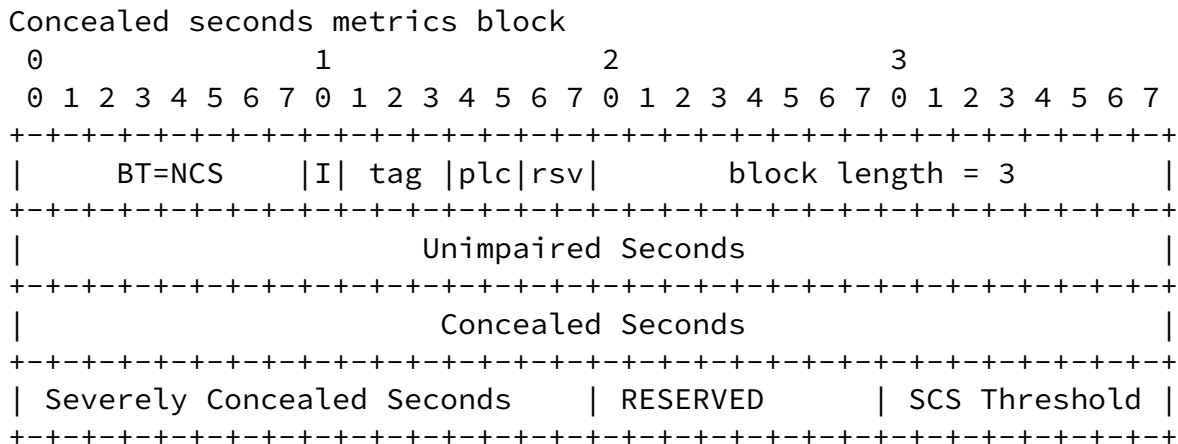 Concealed seconds metrics block
 0                   1                   2                   3
 0 1 2 3 4 5 6 7 0 1 2 3 4 5 6 7 0 1 2 3 4 5 6 7 0 1 2 3 4 5 6 7
+-+-+-+-+-+-+-+-+-+-+-+-+-+-+-+-+-+-+-+-+-+-+-+-+-+-+-+-+-+-+-+-+
|     BT=NCS    |I| tag |plc|rsv|       block length = 3        |
+-+-+-+-+-+-+-+-+-+-+-+-+-+-+-+-+-+-+-+-+-+-+-+-+-+-+-+-+-+-+-+-+
|                      Unimpaired Seconds                       |
+-+-+-+-+-+-+-+-+-+-+-+-+-+-+-+-+-+-+-+-+-+-+-+-+-+-+-+-+-+-+-+-+
|                       Concealed Seconds                       |
+-+-+-+-+-+-+-+-+-+-+-+-+-+-+-+-+-+-+-+-+-+-+-+-+-+-+-+-+-+-+-+-+
| Severely Concealed Seconds    | RESERVED      | SCS Threshold |
+-+-+-+-+-+-+-+-+-+-+-+-+-+-+-+-+-+-+-+-+-+-+-+-+-+-+-+-+-+-+-+-+